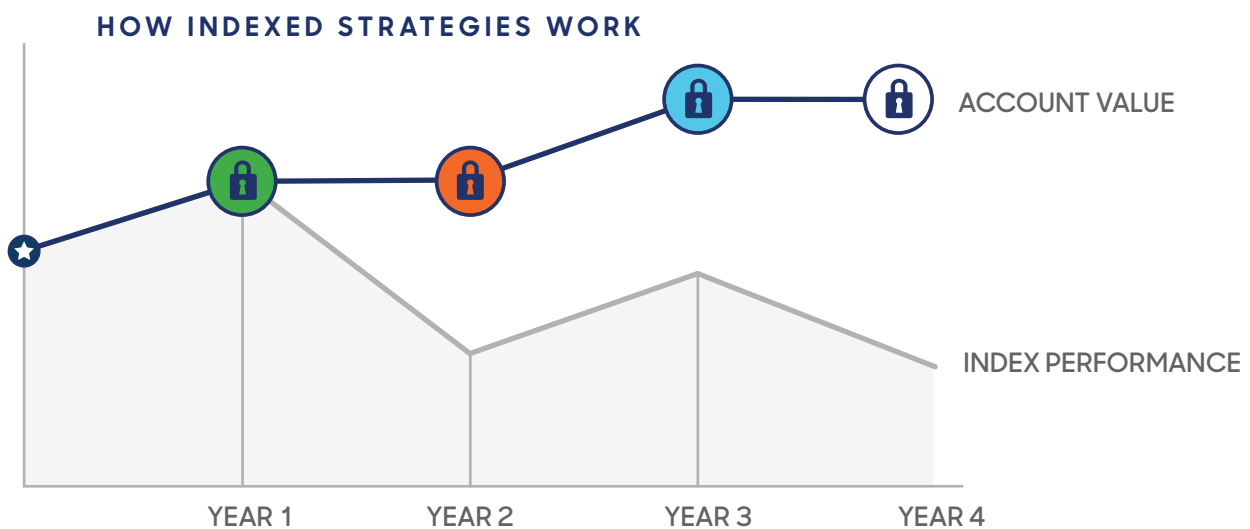 HOW INDEXED STRATEGIES WORK
ACCOUNT VALUE
INDEX PERFORMANCE
YEAR 1
YEAR 2
YEAR 3
YEAR 4